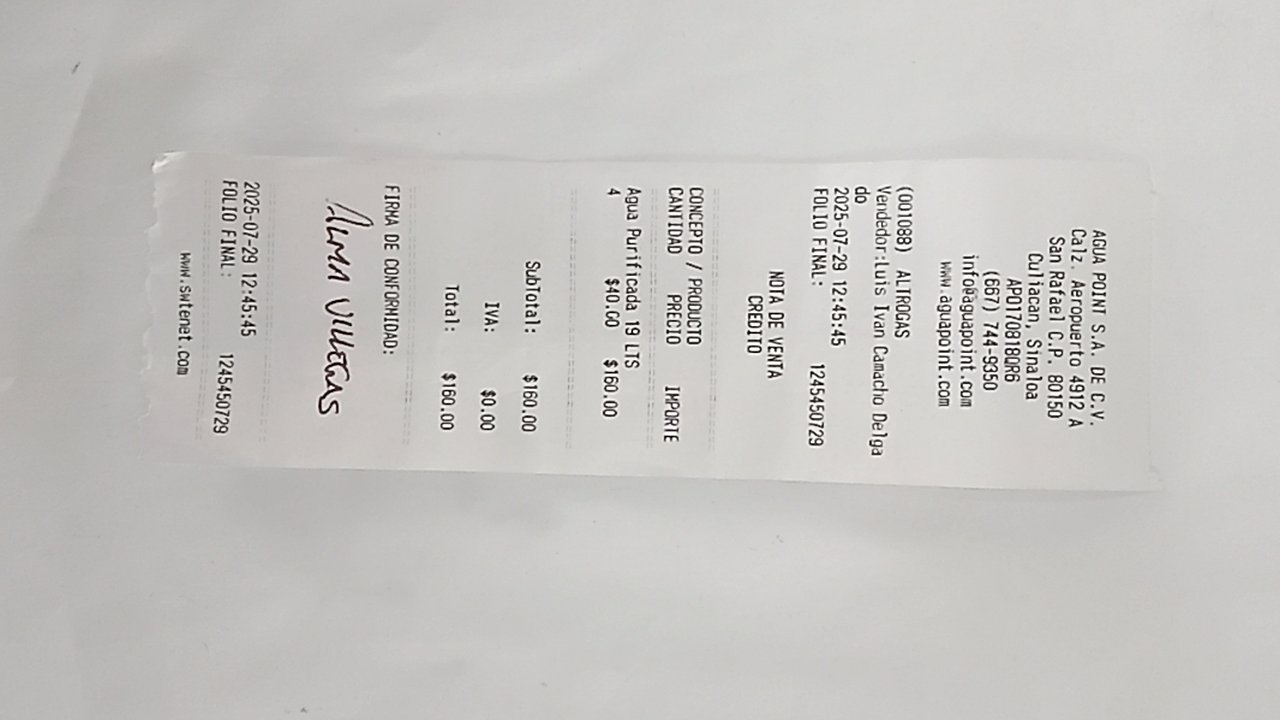 AGUA POINT S.A. DE C.V.
Calz. Aeropuerto 4912 A
San Rafael C.P. 80150
Culiacan, Sinaloa
APO170818QR6
(667) 744-9350
info@aguapoint.com
www.aguapoint.com
(001088) ALTROGAS
Vendedor:Luis Ivan Camacho Delga
do
2025-07-29 12:45:45
FOLIO FINAL: 1245450729
NOTA DE VENTA
CREDITO
CONCEPTO / PRODUCTO
CANTIDAD PRECIO IMPORTE
Agua Purificada 19 LTS
4 $40.00 $160.00
SubTotal: $160.00
IVA: $0.00
Total: $160.00
FIRMA DE CONFORMIDAD:
ALMA VILLEGAS
2025-07-29 12:45:45
FOLIO FINAL: 1245450729
www.swtenet.com